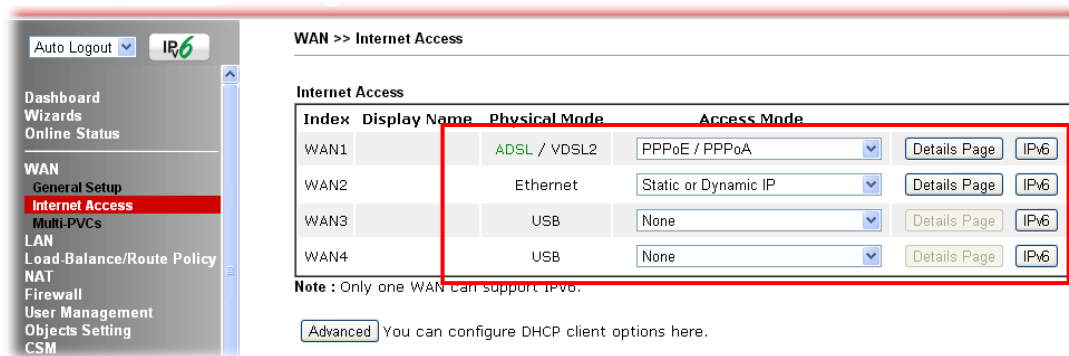 Auto Logout IPv6
WAN >> Internet Access
Dashboard
Wizards
Online Status
WAN
General Setup
Internet Access
Multi-PVCs
LAN
Load-Balance/Route Policy
NAT
Firewall
User Management
Objects Setting
CSM
Internet Access
Index Display Name Physical Mode Access Mode
WAN1 ADSL / VDSL2 PPPoE / PPPoA Details Page IPv6
WAN2 Ethernet Static or Dynamic IP Details Page IPv6
WAN3 USB None Details Page IPv6
WAN4 USB None Details Page IPv6
Note : Only one WAN can support IPv6.
Advanced You can configure DHCP client options here.